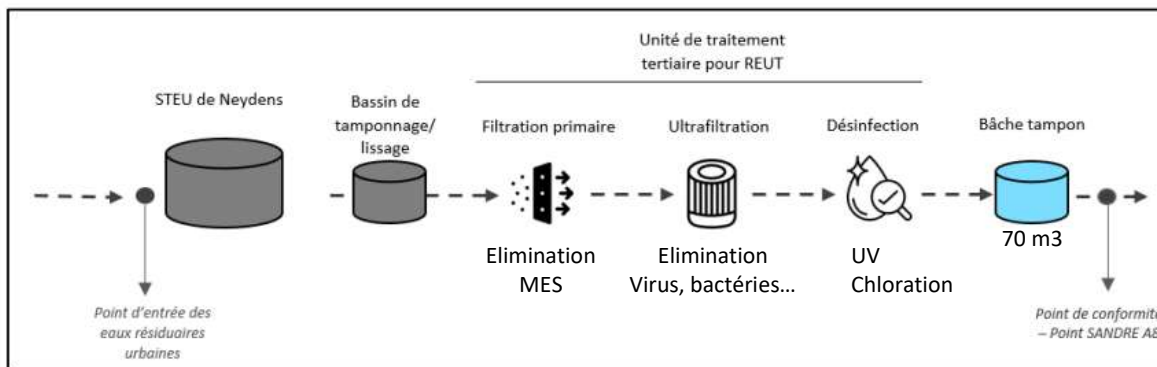 Unité de traitement
tertiaire pour REUT
STEU de Neydens
Bassin de
tamponnage/
lissage
Filtration primaire
Ultrafiltration
Désinfection
Bâche tampon
Elimination
MES
Elimination
Virus, bactéries...
UV
Chloration
70 m3
Point d'entrée des
eaux résiduaires
urbaines
Point de conformité
– Point SANDRE A8